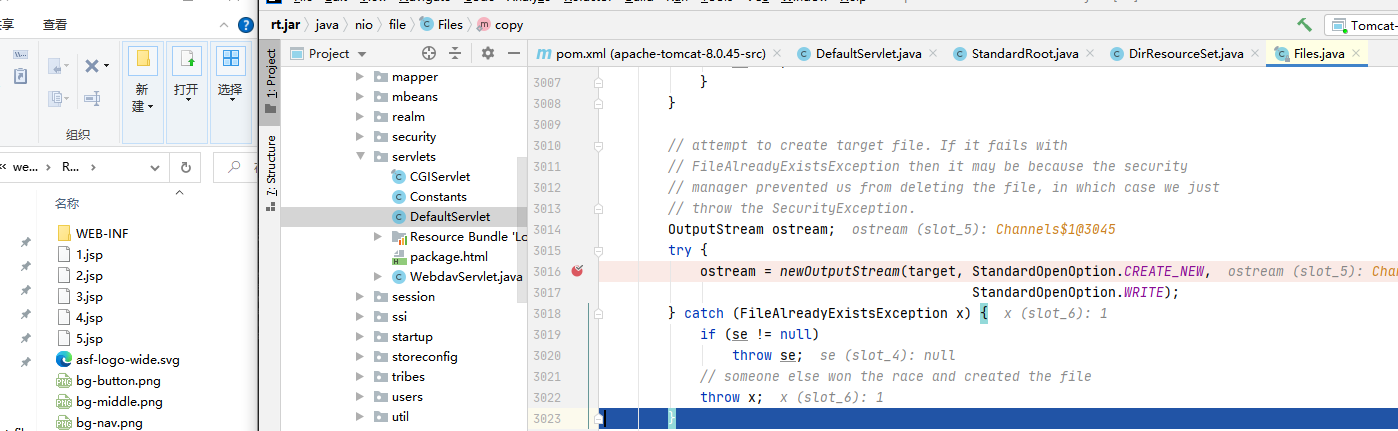 共享
查看
组织
新建
打开
选择
we...
R...
名称
WEB-INF
1.jsp
2.jsp
3.jsp
4.jsp
5.jsp
asf-logo-wide.svg
bg-button.png
bg-middle.png
bg-nav.png
rt.jar
java
nio
file
Files
copy
Tomcat-
1: Project
7: Structure
Project
pom.xml (apache-tomcat-8.0.45-src)
DefaultServlet.java
StandardRoot.java
DirResourceSet.java
Files.java
mapper
mbeans
realm
security
servlets
CGIServlet
Constants
DefaultServlet
Resource Bundle 'Lo
package.html
WebdavServlet.java
session
ssi
startup
storeconfig
tribes
users
util
3007 }
3008 }
3009
3010 // attempt to create target file. If it fails with
3011 // FileAlreadyExistsException then it may be because the security
3012 // manager prevented us from deleting the file, in which case we just
3013 // throw the SecurityException.
3014 OutputStream ostream; ostream (slot_5): Channels$1@3045
3015 try {
3016 ostream = newOutputStream(target, StandardOpenOption.CREATE_NEW, ostream (slot_5): Cha
3017 StandardOpenOption.WRITE);
3018 } catch (FileAlreadyExistsException x) { x (slot_6): 1
3019 if (se != null)
3020 throw se; se (slot_4): null
3021 // someone else won the race and created the file
3022 throw x; x (slot_6): 1
3023 }